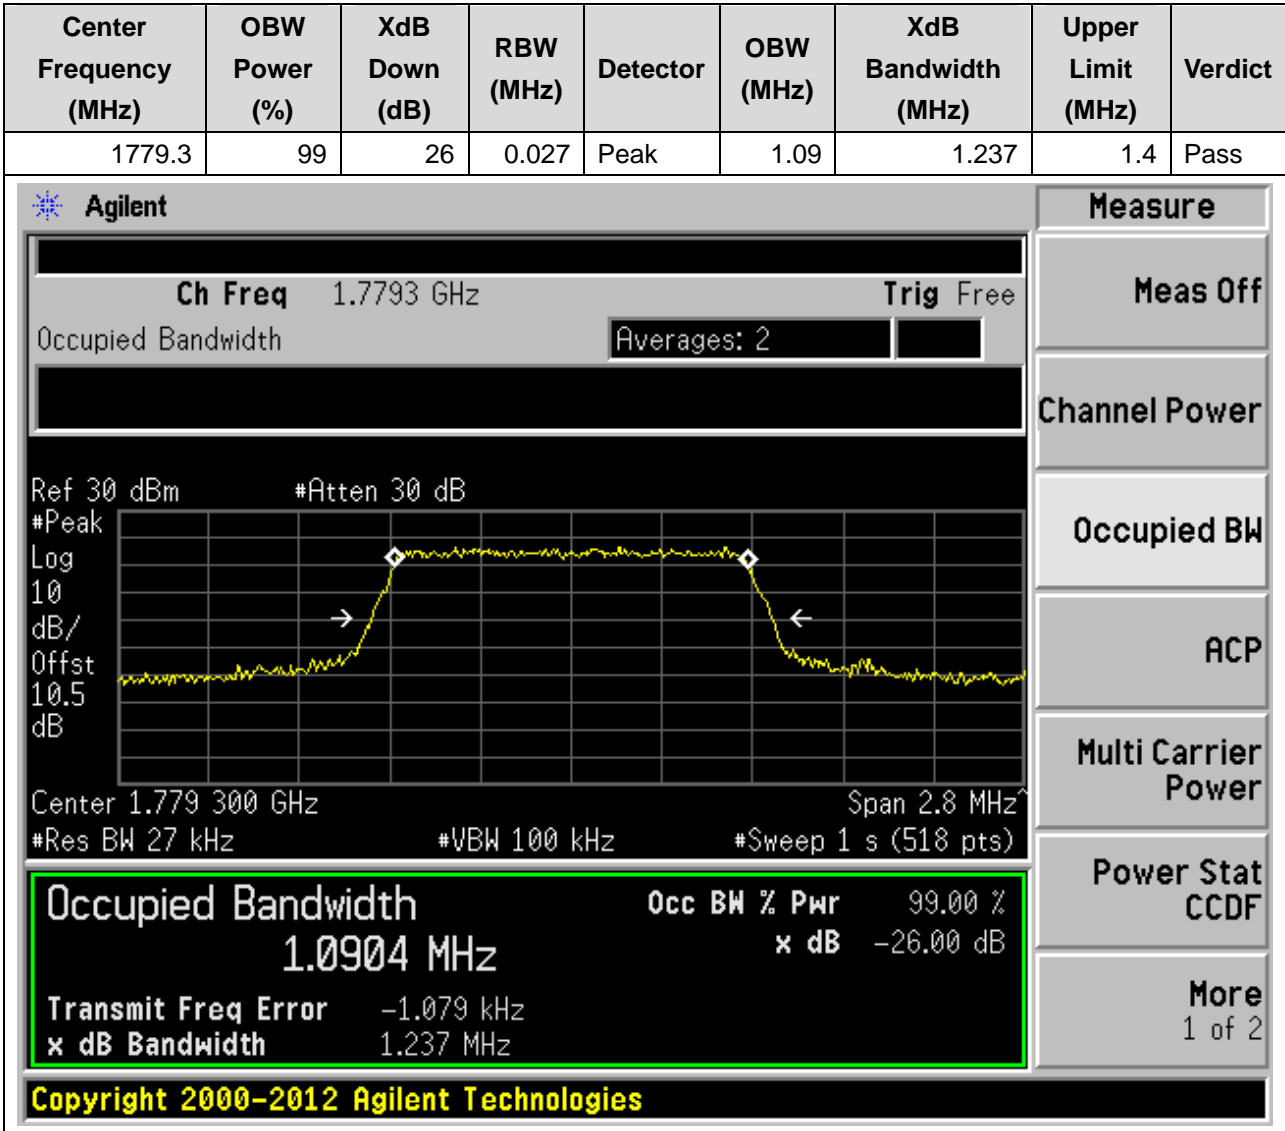 Center Frequency (MHz) OBW Power (%) XdB Down (dB) RBW (MHz) Detector OBW (MHz) XdB Bandwidth (MHz) Upper Limit (MHz) Verdict
1779.3 99 26 0.027 Peak 1.09 1.237 1.4 Pass
Agilent
Measure
Ch Freq 1.7793 GHz Trig Free
Meas Off
Occupied Bandwidth Averages: 2
Channel Power
Ref 30 dBm #Atten 30 dB
#Peak
Log
10
dB/
Offst
10.5
dB
Occupied BW
ACP
Multi Carrier
Power
Center 1.779 300 GHz Span 2.8 MHz^
#Res BW 27 kHz #VBW 100 kHz #Sweep 1 s (518 pts)
Power Stat
CCDF
Occupied Bandwidth Occ BW % Pwr 99.00 %
1.0904 MHz x dB -26.00 dB
Transmit Freq Error -1.079 kHz
x dB Bandwidth 1.237 MHz
More
1 of 2
Copyright 2000-2012 Agilent Technologies